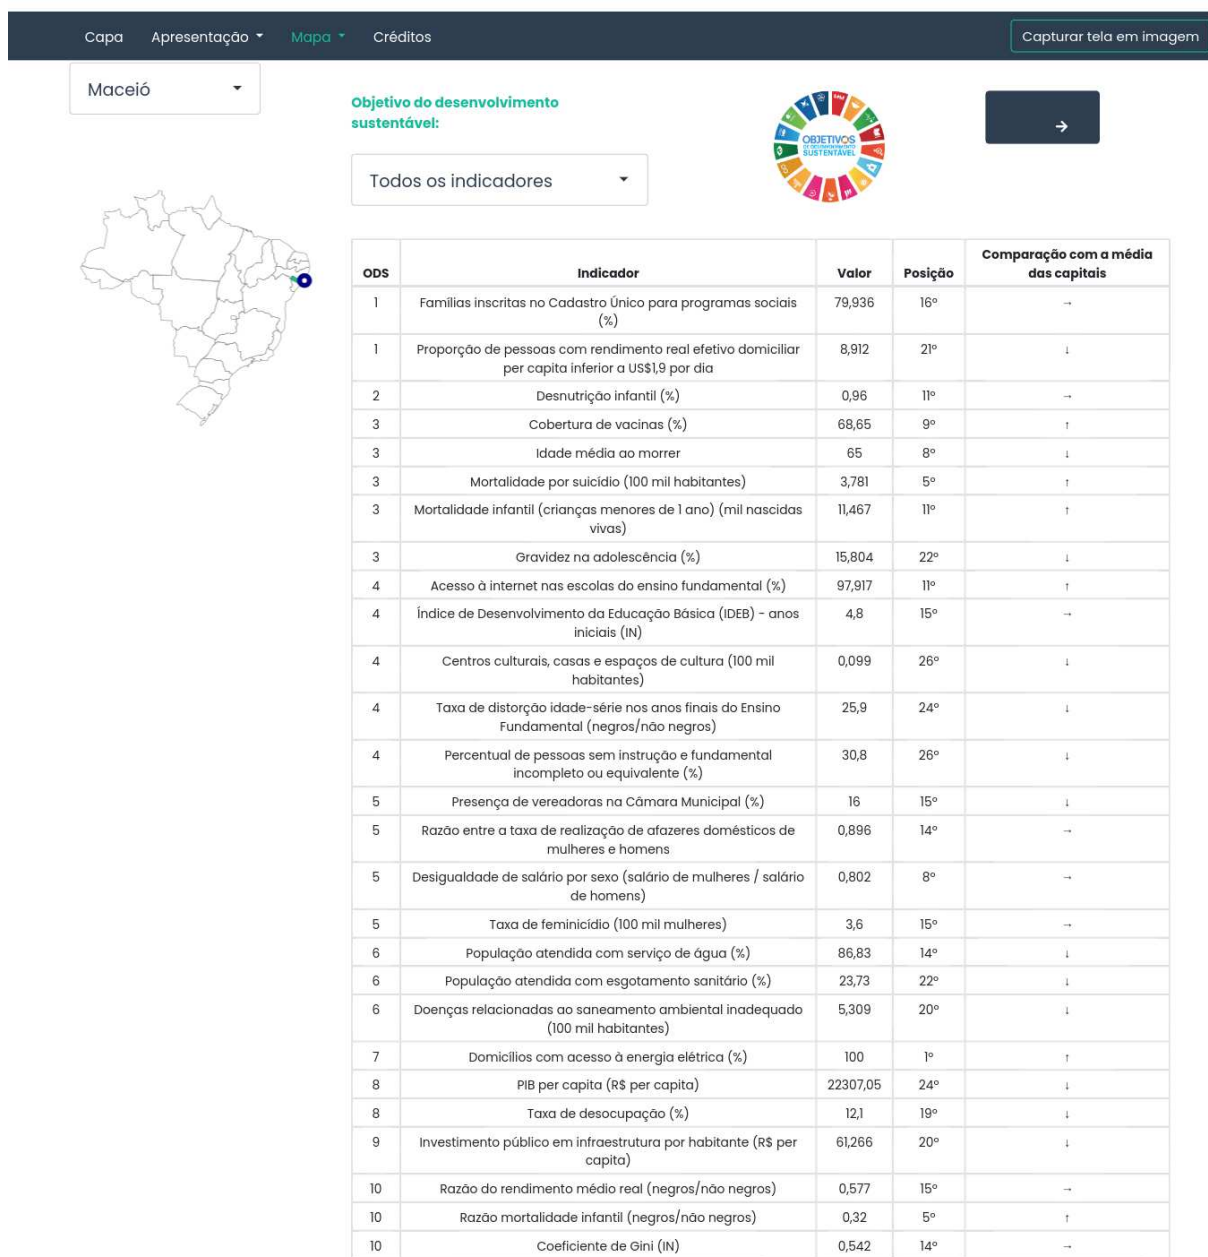 Capa Apresentação Mapa Créditos Capturar tela em imagem
Maceió
Objetivo do desenvolvimento
sustentável:
OBJETIVOS
DE DESENVOLVIMENTO
SUSTENTÁVEL
→
Todos os indicadores
ODS Indicador Valor Posição Comparação com a média
das capitais
1 Famílias inscritas no Cadastro Único para programas sociais 79,936 16º →
(%)
1 Proporção de pessoas com rendimento real efetivo domiciliar 8,912 21º ↓
per capita inferior a US$1,9 por dia
2 Desnutrição infantil (%) 0,96 11º →
3 Cobertura de vacinas (%) 68,65 9º ↑
3 Idade média ao morrer 65 8º ↓
3 Mortalidade por suicídio (100 mil habitantes) 3,781 5º ↑
3 Mortalidade infantil (crianças menores de 1 ano) (mil nascidas 11,467 11º ↑
vivas)
3 Gravidez na adolescência (%) 15,804 22º ↓
4 Acesso à internet nas escolas do ensino fundamental (%) 97,917 11º ↑
4 Índice de Desenvolvimento da Educação Básica (IDEB) - anos 4,8 15º →
iniciais (IN)
4 Centros culturais, casas e espaços de cultura (100 mil 0,099 26º ↓
habitantes)
4 Taxa de distorção idade-série nos anos finais do Ensino 25,9 24º ↓
Fundamental (negros/não negros)
4 Percentual de pessoas sem instrução e fundamental 30,8 26º ↓
incompleto ou equivalente (%)
5 Presença de vereadoras na Câmara Municipal (%) 16 15º ↓
5 Razão entre a taxa de realização de afazeres domésticos de 0,896 14º →
mulheres e homens
5 Desigualdade de salário por sexo (salário de mulheres / salário 0,802 8º →
de homens)
5 Taxa de feminicídio (100 mil mulheres) 3,6 15º →
6 População atendida com serviço de água (%) 86,83 14º ↓
6 População atendida com esgotamento sanitário (%) 23,73 22º ↓
6 Doenças relacionadas ao saneamento ambiental inadequado 5,309 20º ↓
(100 mil habitantes)
7 Domicílios com acesso à energia elétrica (%) 100 1º ↑
8 PIB per capita (R$ per capita) 22307,05 24º ↓
8 Taxa de desocupação (%) 12,1 19º ↓
9 Investimento público em infraestrutura por habitante (R$ per 61,266 20º ↓
capita)
10 Razão do rendimento médio real (negros/não negros) 0,577 15º →
10 Razão mortalidade infantil (negros/não negros) 0,32 5º ↑
10 Coeficiente de Gini (IN) 0,542 14º →